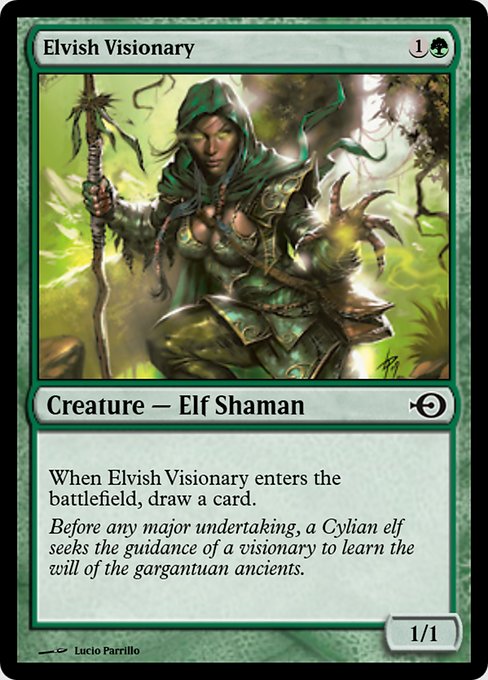 Elvish Visionary 1
Creature — Elf Shaman
When Elvish Visionary enters the
battlefield, draw a card.
Before any major undertaking, a Cylian elf
seeks the guidance of a visionary to learn the
will of the gargantuan ancients.
1/1
Lucio Parrillo